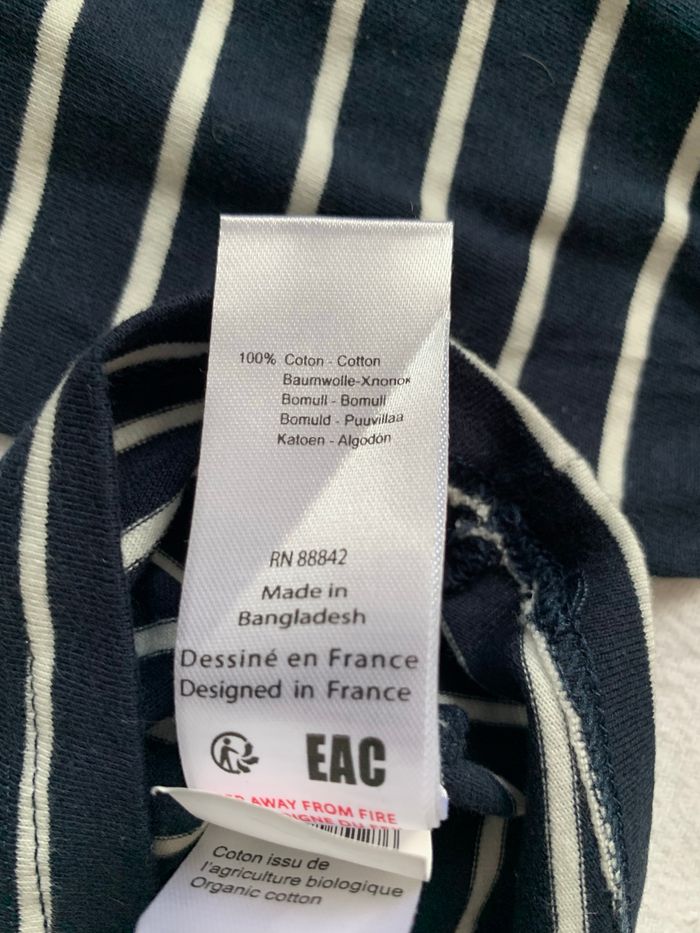 100% Coton - Cotton
Baumwolle-Xnonok
Bomull - Bomull
Bomuld - Puuvillaa
Katoen - Algodón
RN 88842
Made in
Bangladesh
Dessiné en France
Designed in France
EAC
AWAY FROM FIRE
Coton issu de
l'agriculture biologique
Organic cotton